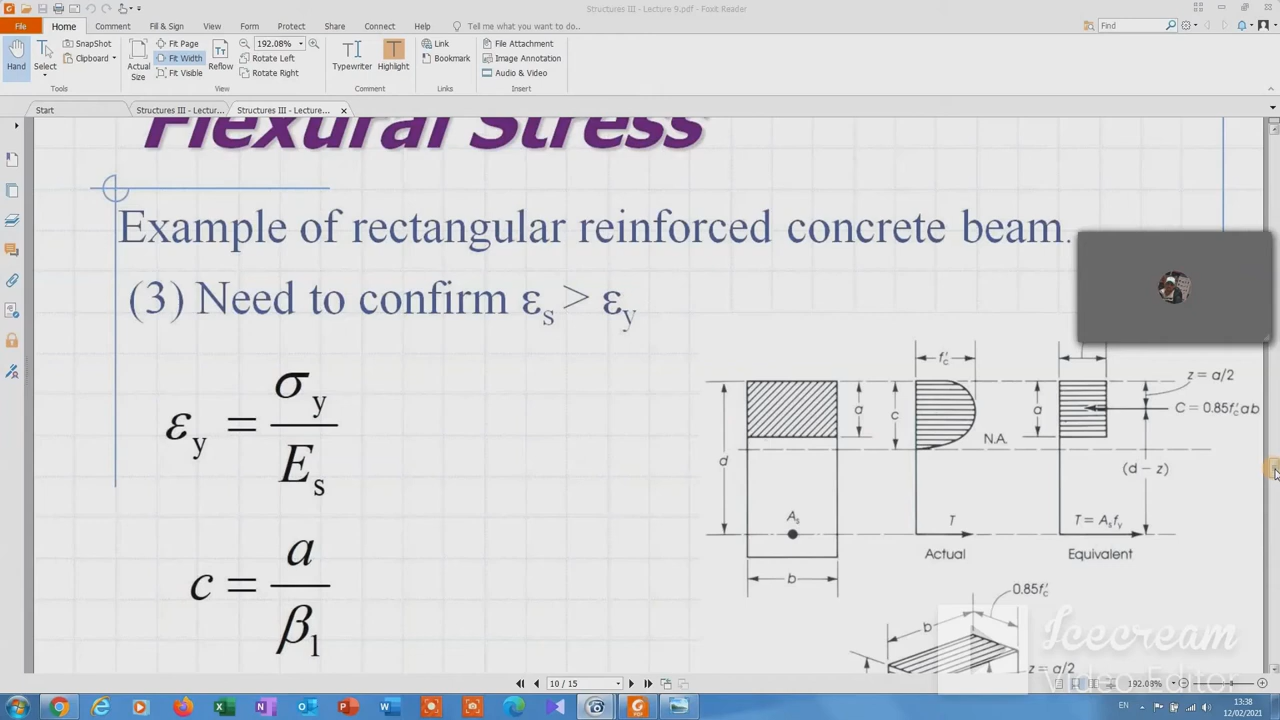 Structures III - Lecture 9.pdf - Foxit Reader
File Home Comment Fill & Sign View Form Protect Share Connect Help Tell me what you want to do... Find
Hand
Select
SnapShot
Clipboard
Tools
Actual Size
Fit Page
Fit Width
Fit Visible
Reflow
192.08%
Rotate Left
Rotate Right
View
Typewriter
Highlight
Comment
Link
Bookmark
Links
File Attachment
Image Annotation
Audio & Video
Insert
Start Structures III - Lectur... Structures III - Lecture...
Flexural Stress
Example of rectangular reinforced concrete beam.
(3) Need to confirm εs > εy
εy = σy / Es
c = a / β1
f'c
z = a/2
a c a C = 0.85f'c ab
N.A.
d (d – z)
As T T = As fy
Actual Equivalent
b
0.85f'c
b
z = a/2
Icecream
Video Editor
10 / 15 192.08%
EN 13:38
12/02/2021